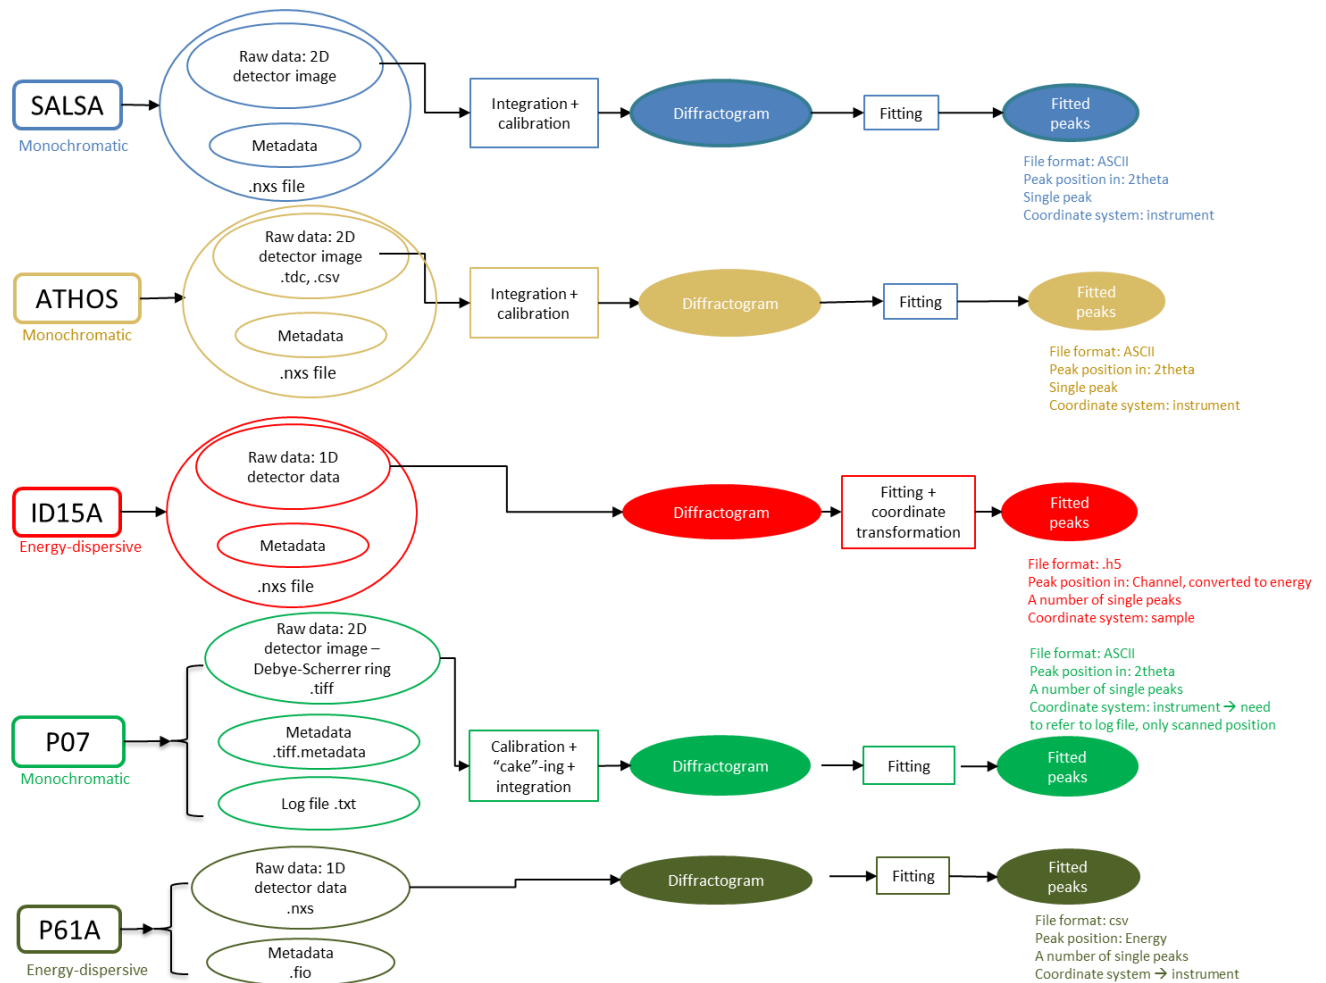 SALSA
Monochromatic
Raw data: 2D
detector image
Metadata
.nxs file
Integration +
calibration
Diffractogram
Fitting
Fitted
peaks
File format: ASCII
Peak position in: 2theta
Single peak
Coordinate system: instrument
ATHOS
Monochromatic
Raw data: 2D
detector image
.tdc, .csv
Metadata
.nxs file
Integration +
calibration
Diffractogram
Fitting
Fitted
peaks
File format: ASCII
Peak position in: 2theta
Single peak
Coordinate system: instrument
ID15A
Energy-dispersive
Raw data: 1D
detector data
Metadata
.nxs file
Diffractogram
Fitting +
coordinate
transformation
Fitted
peaks
File format: .h5
Peak position in: Channel, converted to energy
A number of single peaks
Coordinate system: sample
P07
Monochromatic
Raw data: 2D
detector image –
Debye-Scherrer ring
.tiff
Metadata
.tiff.metadata
Log file .txt
Calibration +
“cake”-ing +
integration
Diffractogram
Fitting
File format: ASCII
Peak position in: 2theta
A number of single peaks
Coordinate system: instrument → need
to refer to log file, only scanned position
Fitted
peaks
P61A
Energy-dispersive
Raw data: 1D
detector data
.nxs
Metadata
.fio
Diffractogram
Fitting
Fitted
peaks
File format: csv
Peak position: Energy
A number of single peaks
Coordinate system → instrument